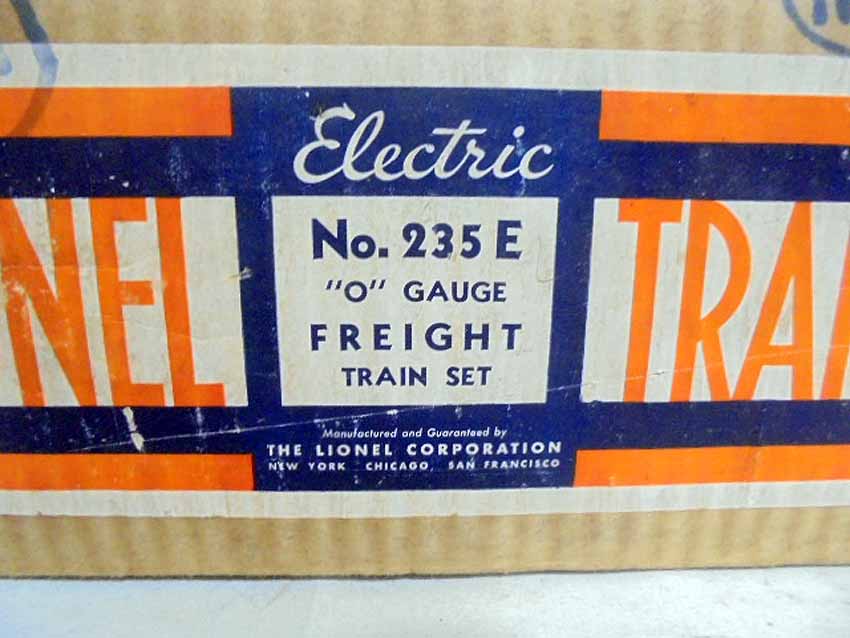 Electric
NEL
No. 235 E
"O" GAUGE
FREIGHT
TRAIN SET
TRAI
Manufactured and Guaranteed by
THE LIONEL CORPORATION
NEW YORK CHICAGO, SAN FRANCISCO